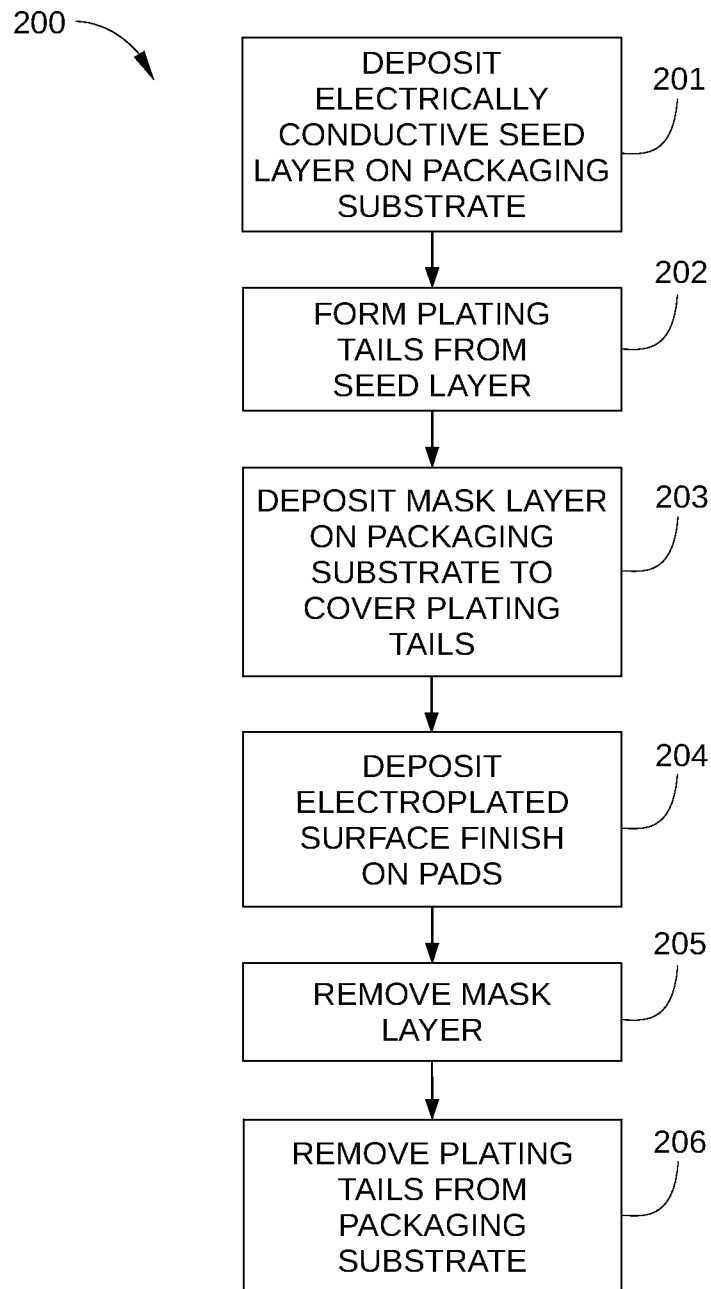 200
DEPOSIT
ELECTRICALLY
CONDUCTIVE SEED
LAYER ON PACKAGING
SUBSTRATE
201
FORM PLATING
TAILS FROM
SEED LAYER
202
DEPOSIT MASK LAYER
ON PACKAGING
SUBSTRATE TO
COVER PLATING
TAILS
203
DEPOSIT
ELECTROPLATED
SURFACE FINISH
ON PADS
204
REMOVE MASK
LAYER
205
REMOVE PLATING
TAILS FROM
PACKAGING
SUBSTRATE
206